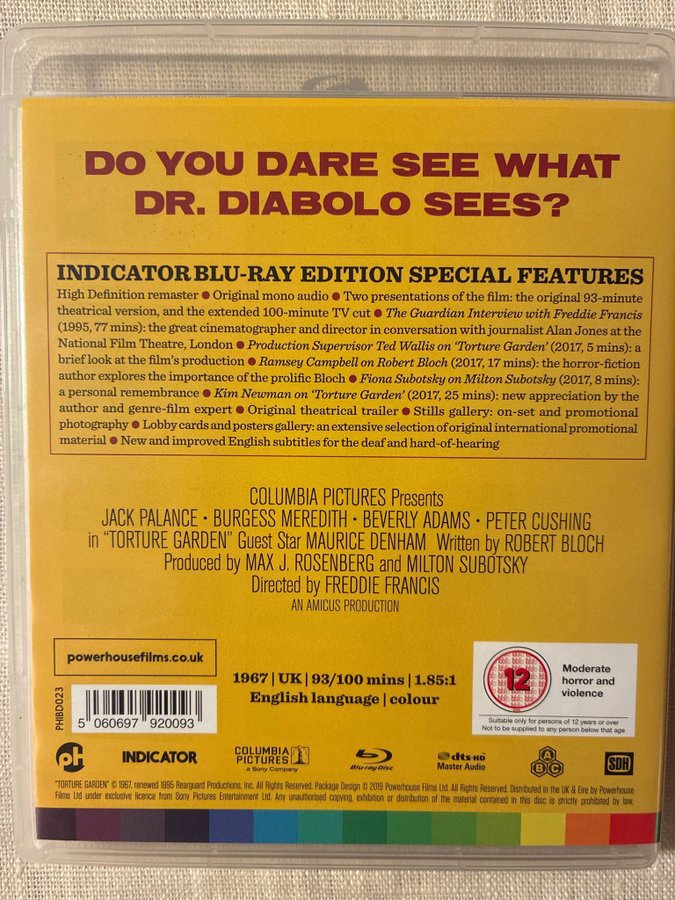 DO YOU DARE SEE WHAT
DR. DIABOLO SEES?
INDICATOR BLU-RAY EDITION SPECIAL FEATURES
High Definition remaster ● Original mono audio ● Two presentations of the film: the original 93-minute
theatrical version, and the extended 100-minute TV cut ● The Guardian Interview with Freddie Francis
(1995, 77 mins): the great cinematographer and director in conversation with journalist Alan Jones at the
National Film Theatre, London ● Production Supervisor Ted Wallis on ‘Torture Garden’ (2017, 5 mins): a
brief look at the film's production ● Ramsey Campbell on Robert Bloch (2017, 17 mins): the horror-fiction
author explores the importance of the prolific Bloch ● Fiona Subotsky on Milton Subotsky (2017, 8 mins):
a personal remembrance ● Kim Newman on ‘Torture Garden’ (2017, 25 mins): new appreciation by the
author and genre-film expert ● Original theatrical trailer ● Stills gallery: on-set and promotional
photography ● Lobby cards and posters gallery: an extensive selection of original international promotional
material ● New and improved English subtitles for the deaf and hard-of-hearing
COLUMBIA PICTURES Presents
JACK PALANCE • BURGESS MEREDITH • BEVERLY ADAMS • PETER CUSHING
in "TORTURE GARDEN" Guest Star MAURICE DENHAM Written by ROBERT BLOCH
Produced by MAX J. ROSENBERG and MILTON SUBOTSKY
Directed by FREDDIE FRANCIS
AN AMICUS PRODUCTION
powerhousefilms.co.uk
PHIBD023
5 060697 920093
1967 | UK | 93/100 mins | 1.85:1
English language | colour
12
Moderate
horror and
violence
Suitable only for persons of 12 years or over
Not to be supplied to any person below that age
pH
INDICATOR
COLUMBIA
PICTURES
a Sony Company
Blu-ray Disc
dts-HD
Master Audio
A B C
SDH
"TORTURE GARDEN" © 1967, renewed 1995 Rearguard Productions, Inc. All Rights Reserved. Package Design © 2019 Powerhouse Films Ltd. All Rights Reserved. Distributed in the UK & Eire by Powerhouse
Films Ltd under exclusive licence from Sony Pictures Entertainment Ltd. Any unauthorised copying, exhibition or distribution of the material contained in this disc is strictly prohibited by law.